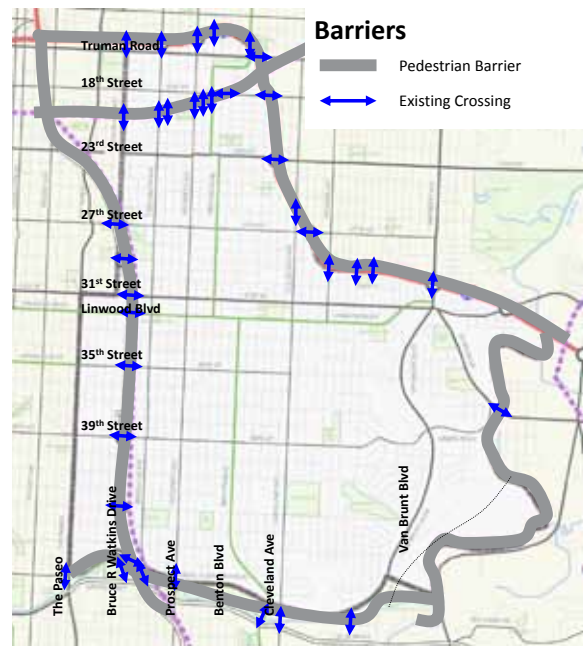 Barriers
Pedestrian Barrier
Existing Crossing
Truman Road
18th Street
23rd Street
27th Street
31st Street
Linwood Blvd
35th Street
39th Street
The Paseo
Bruce R Watkins Drive
Prospect Ave
Benton Blvd
Cleveland Ave
Van Brunt Blvd